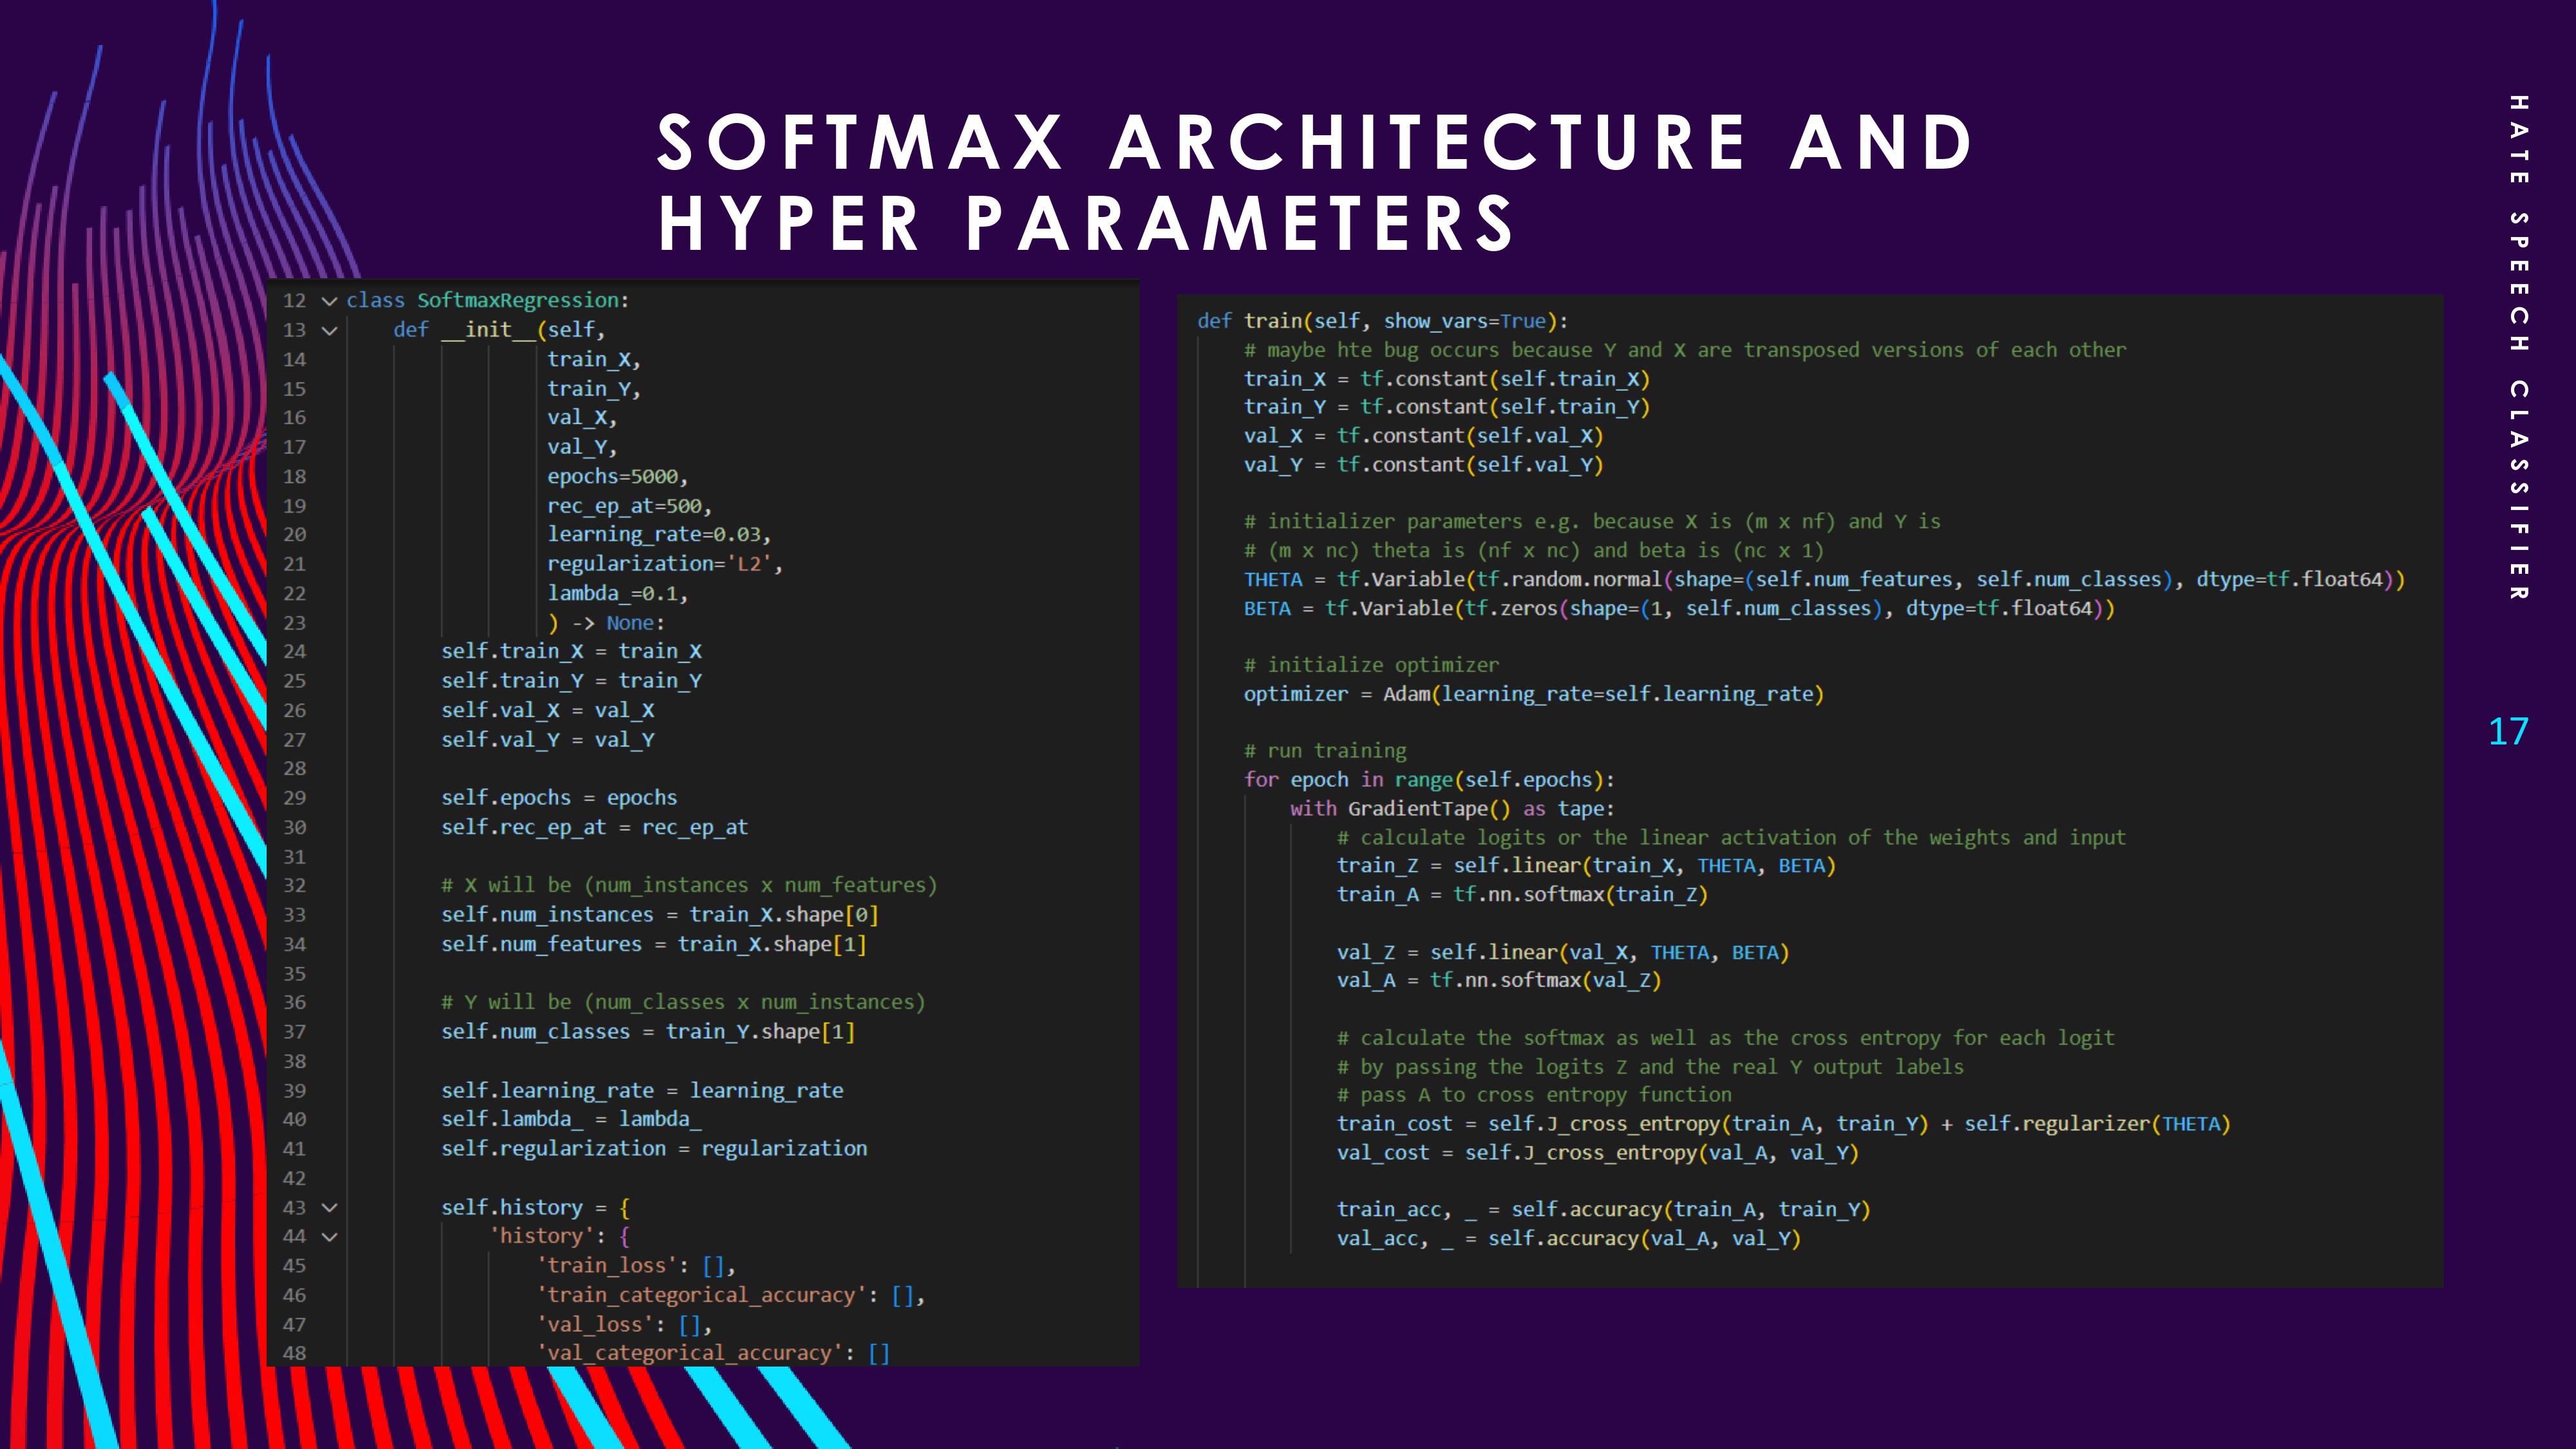 SOFTMAX ARCHITECTURE AND
HYPER PARAMETERS
12 class SoftmaxRegression:
13 def __init__(self,
14 train_X,
15 train_Y,
16 val_X,
17 val_Y,
18 epochs=5000,
19 rec_ep_at=500,
20 learning_rate=0.03,
21 regularization='L2',
22 lambda_=0.1,
23 ) -> None:
24 self.train_X = train_X
25 self.train_Y = train_Y
26 self.val_X = val_X
27 self.val_Y = val_Y
28
29 self.epochs = epochs
30 self.rec_ep_at = rec_ep_at
31
32 # X will be (num_instances x num_features)
33 self.num_instances = train_X.shape[0]
34 self.num_features = train_X.shape[1]
35
36 # Y will be (num_classes x num_instances)
37 self.num_classes = train_Y.shape[1]
38
39 self.learning_rate = learning_rate
40 self.lambda_ = lambda_
41 self.regularization = regularization
42
43 self.history = {
44 'history': {
45 'train_loss': [],
46 'train_categorical_accuracy': [],
47 'val_loss': [],
48 'val_categorical_accuracy': []
def train(self, show_vars=True):
# maybe hte bug occurs because Y and X are transposed versions of each other
train_X = tf.constant(self.train_X)
train_Y = tf.constant(self.train_Y)
val_X = tf.constant(self.val_X)
val_Y = tf.constant(self.val_Y)
# initializer parameters e.g. because X is (m x nf) and Y is
# (m x nc) theta is (nf x nc) and beta is (nc x 1)
THETA = tf.Variable(tf.random.normal(shape=(self.num_features, self.num_classes), dtype=tf.float64))
BETA = tf.Variable(tf.zeros(shape=(1, self.num_classes), dtype=tf.float64))
# initialize optimizer
optimizer = Adam(learning_rate=self.learning_rate)
# run training
for epoch in range(self.epochs):
with GradientTape() as tape:
# calculate logits or the linear activation of the weights and input
train_Z = self.linear(train_X, THETA, BETA)
train_A = tf.nn.softmax(train_Z)
val_Z = self.linear(val_X, THETA, BETA)
val_A = tf.nn.softmax(val_Z)
# calculate the softmax as well as the cross entropy for each logit
# by passing the logits Z and the real Y output labels
# pass A to cross entropy function
train_cost = self.J_cross_entropy(train_A, train_Y) + self.regularizer(THETA)
val_cost = self.J_cross_entropy(val_A, val_Y)
train_acc, _ = self.accuracy(train_A, train_Y)
val_acc, _ = self.accuracy(val_A, val_Y)
HATE SPEECH CLASSIFIER
17